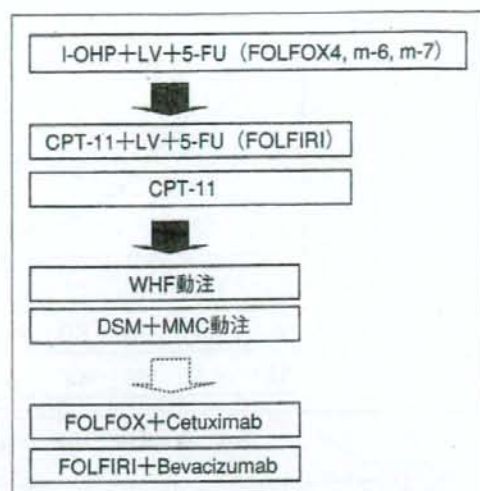 l-OHP＋LV＋5-FU（FOLFOX4, m-6, m-7）
CPT-11＋LV＋5-FU（FOLFIRI）
CPT-11
WHF動注
DSM＋MMC動注
FOLFOX＋Cetuximab
FOLFIRI＋Bevacizumab